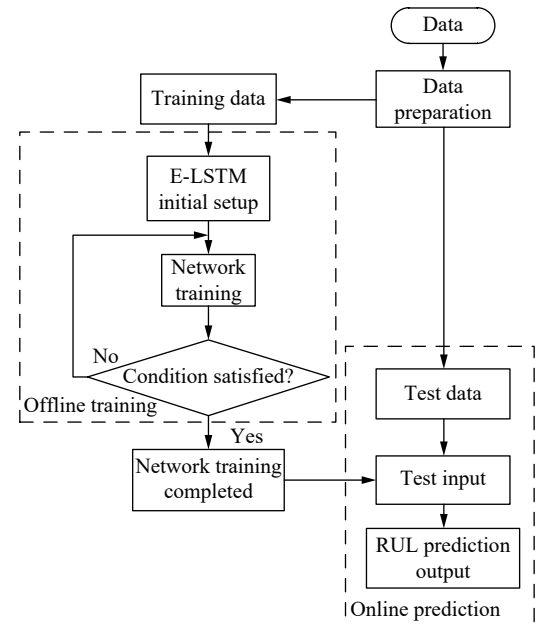 Data
Training data
Data
preparation
E-LSTM
initial setup
Network
training
No
Condition satisfied?
Offline training
Yes
Network training
completed
Test data
Test input
RUL prediction
output
Online prediction